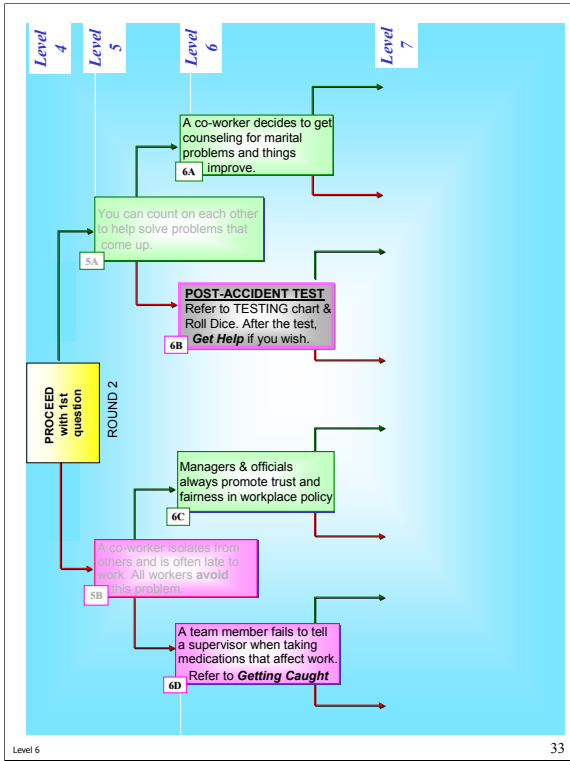 Level
4
Level
5
Level
6
Level
7
A co-worker decides to get
counseling for marital
problems and things
improve.
6A
You can count on each other
to help solve problems that
come up.
5A
POST-ACCIDENT TEST
Refer to TESTING chart &
Roll Dice. After the test,
Get Help if you wish.
6B
PROCEED
with 1st
question
ROUND 2
Managers & officials
always promote trust and
fairness in workplace policy
6C
A co-worker isolates from
others and is often late to
work. All workers avoid
this problem.
5B
A team member fails to tell
a supervisor when taking
medications that affect work.
Refer to Getting Caught
6D
Level 6
33